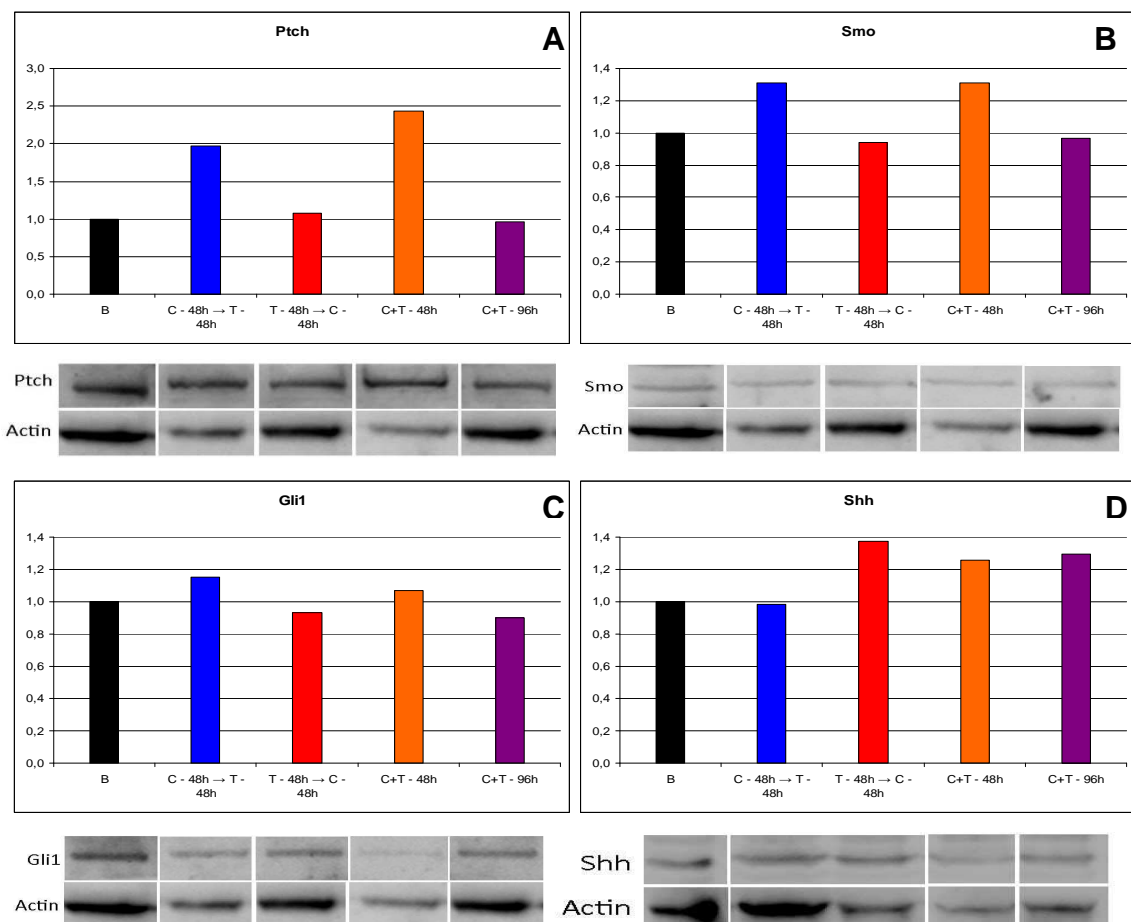 Ptch
A
3,0
2,5
2,0
1,5
1,0
0,5
0,0
B
C - 48h → T -
48h
T - 48h → C -
48h
C+T - 48h
C+T - 96h
Ptch
Actin
Smo
B
1,4
1,2
1,0
0,8
0,6
0,4
0,2
0,0
B
C - 48h → T -
48h
T - 48h → C -
48h
C+T - 48h
C+T - 96h
Smo
Actin
Gli1
C
1,4
1,2
1,0
0,8
0,6
0,4
0,2
0,0
B
C - 48h → T -
48h
T - 48h → C -
48h
C+T - 48h
C+T - 96h
Gli1
Actin
Shh
D
1,4
1,2
1,0
0,8
0,6
0,4
0,2
0,0
B
C - 48h → T -
48h
T - 48h → C -
48h
C+T - 48h
C+T - 96h
Shh
Actin